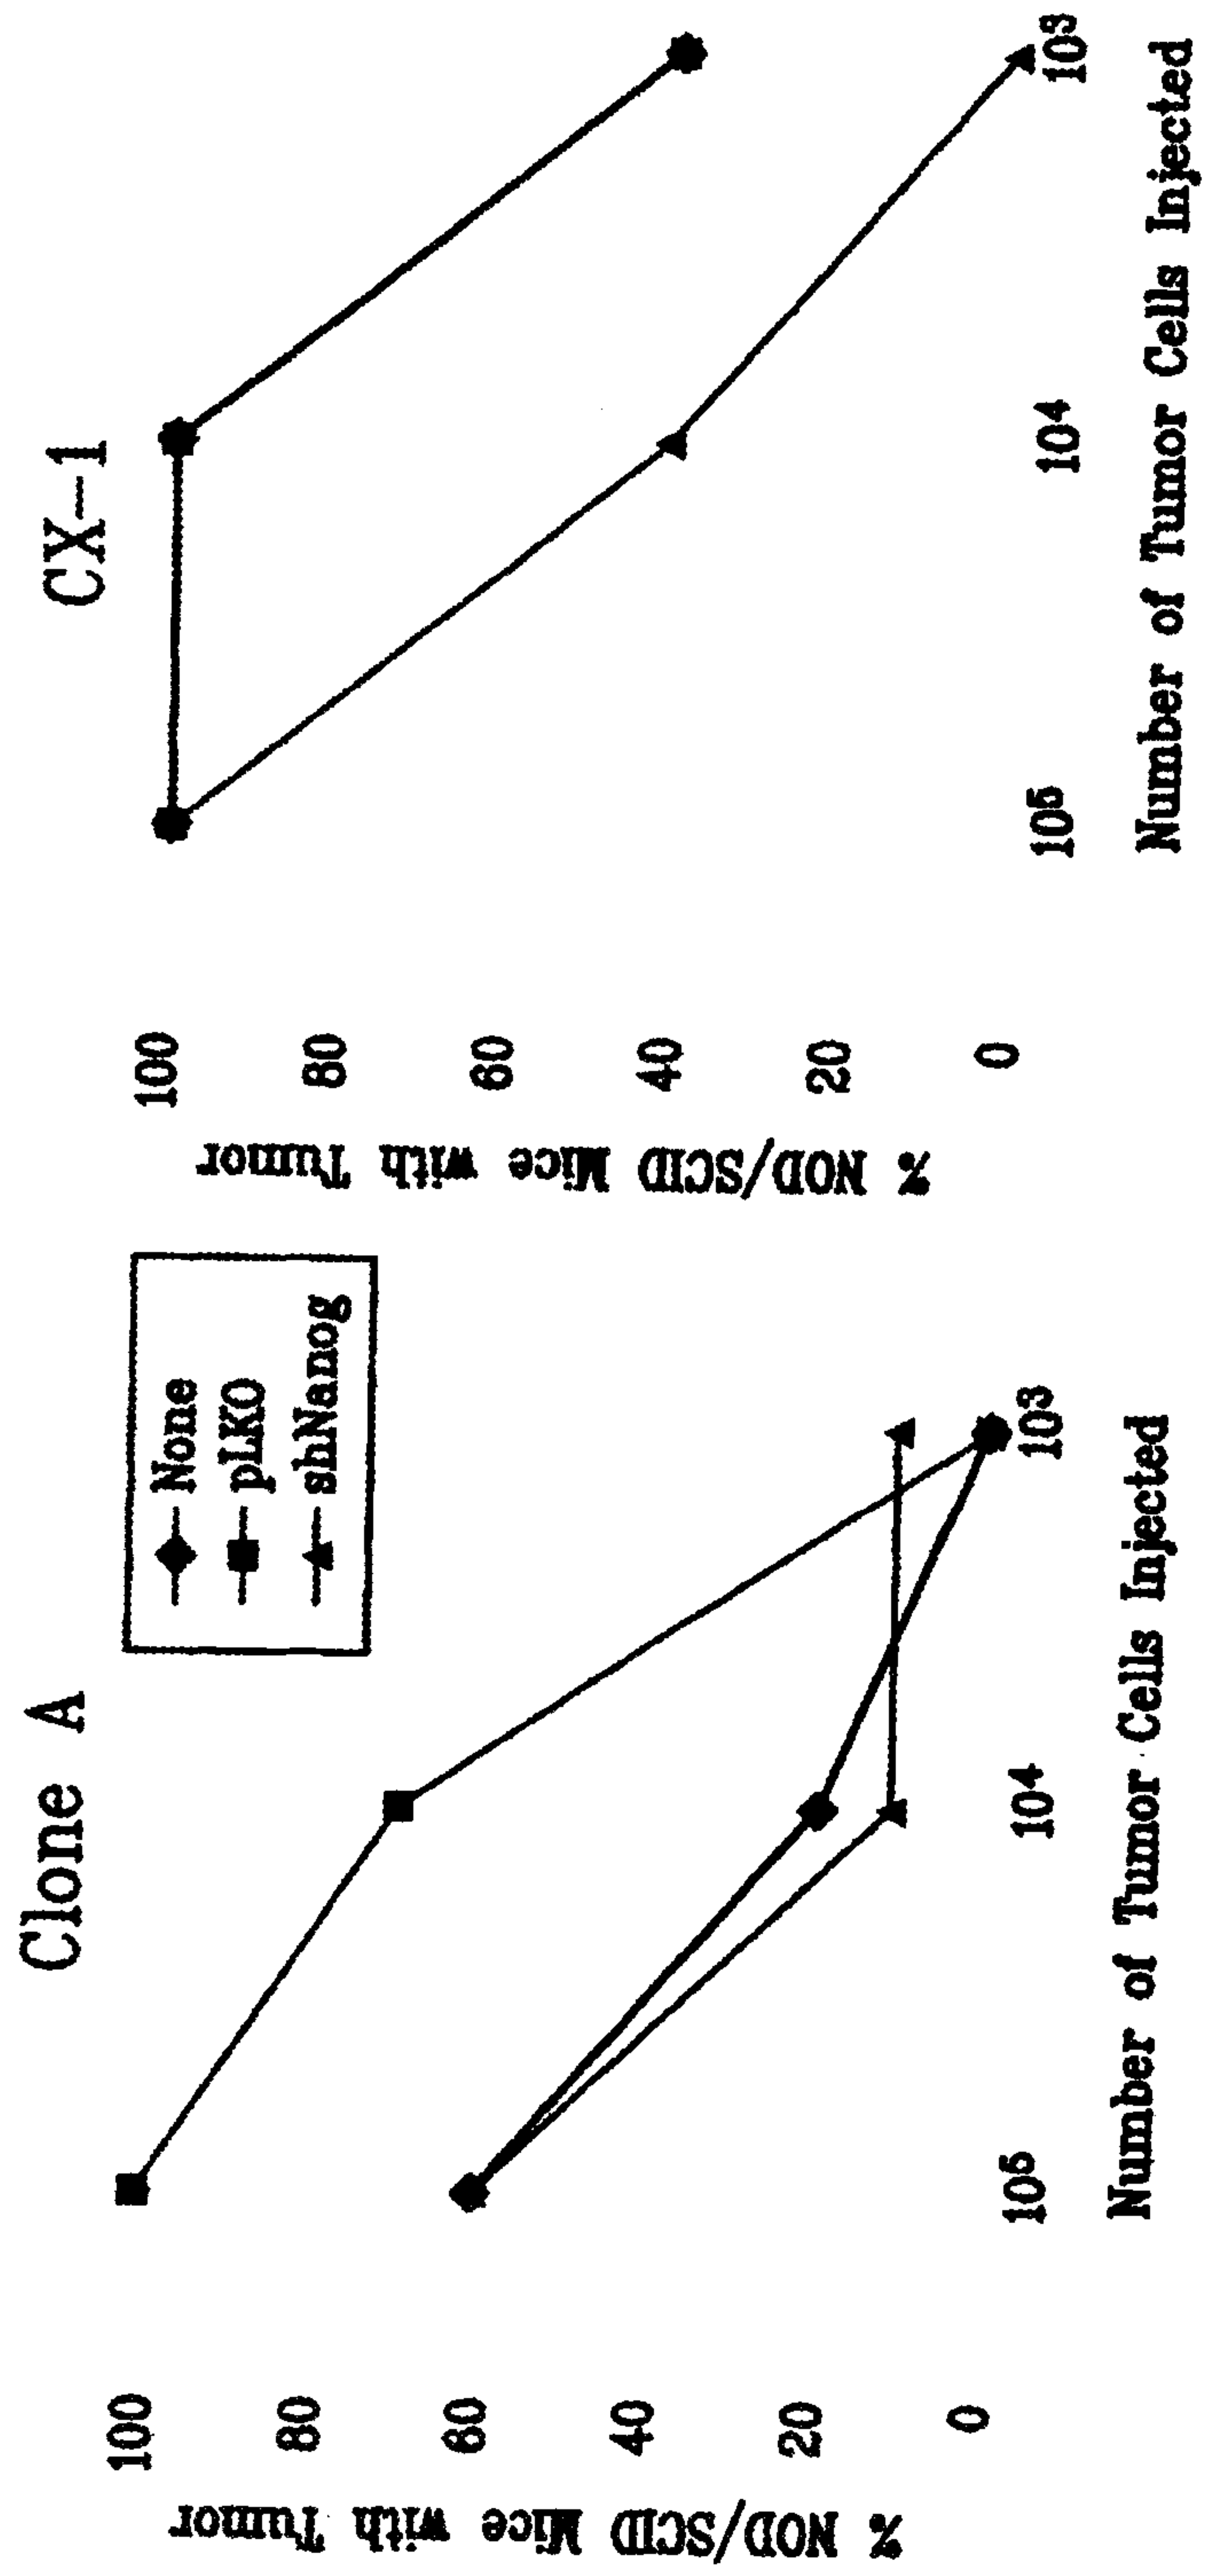 Clone A
% NOD/SCID Mice with Tumor
100
80
60
40
20
0
None
pLKO
shNanog
10⁵
10⁴
10³
Number of Tumor Cells Injected
CX-1
% NOD/SCID Mice with Tumor
100
80
60
40
20
0
10⁵
10⁴
10³
Number of Tumor Cells Injected